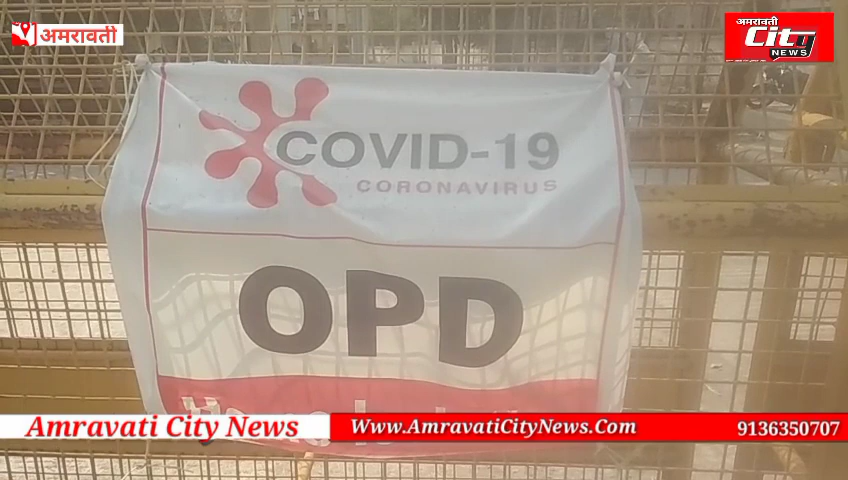 अमरावती
अमरावती
City
NEWS
COVID-19
CORONAVIRUS
OPD
Amravati City News
Www.AmravatiCityNews.Com
9136350707